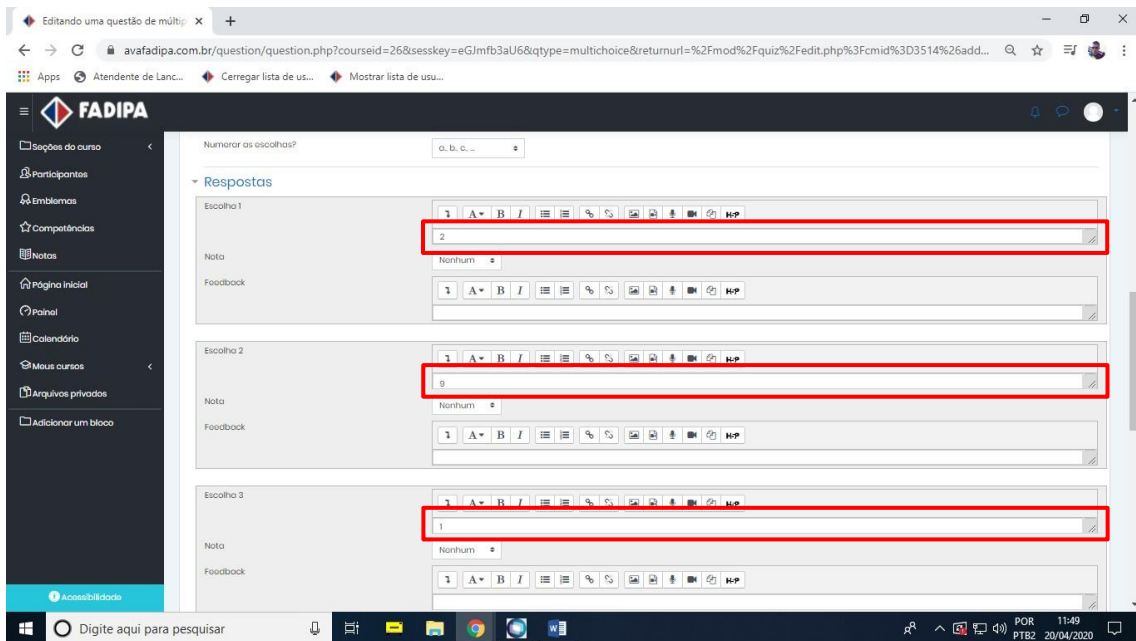 Editando uma questão de múltip
avafadipa.com.br/question/question.php?courseid=26&sesskey=eGJmfb3aU6&qtype=multichoice&returnurl=%2Fmod%2Fquiz%2Fedit.php%3Fcmid%3D3514%26add...
Apps Atendente de Lanc... Cerregar lista de us... Mostrar lista de usu...
FADIPA
Seções do curso
Participantes
Emblemas
Competências
Notas
Página inicial
Painel
Calendário
Meus cursos
Arquivos privados
Adicionar um bloco
Acessibilidade
Numerar as escolhas? a., b., c., ...
Respostas
Escolha 1
A B I H-P
2
Nota Nenhum
Feedback
A B I H-P
Escolha 2
A B I H-P
9
Nota Nenhum
Feedback
A B I H-P
Escolha 3
A B I H-P
1
Nota Nenhum
Feedback
A B I H-P
Digite aqui para pesquisar
POR
PTB2
11:49
20/04/2020